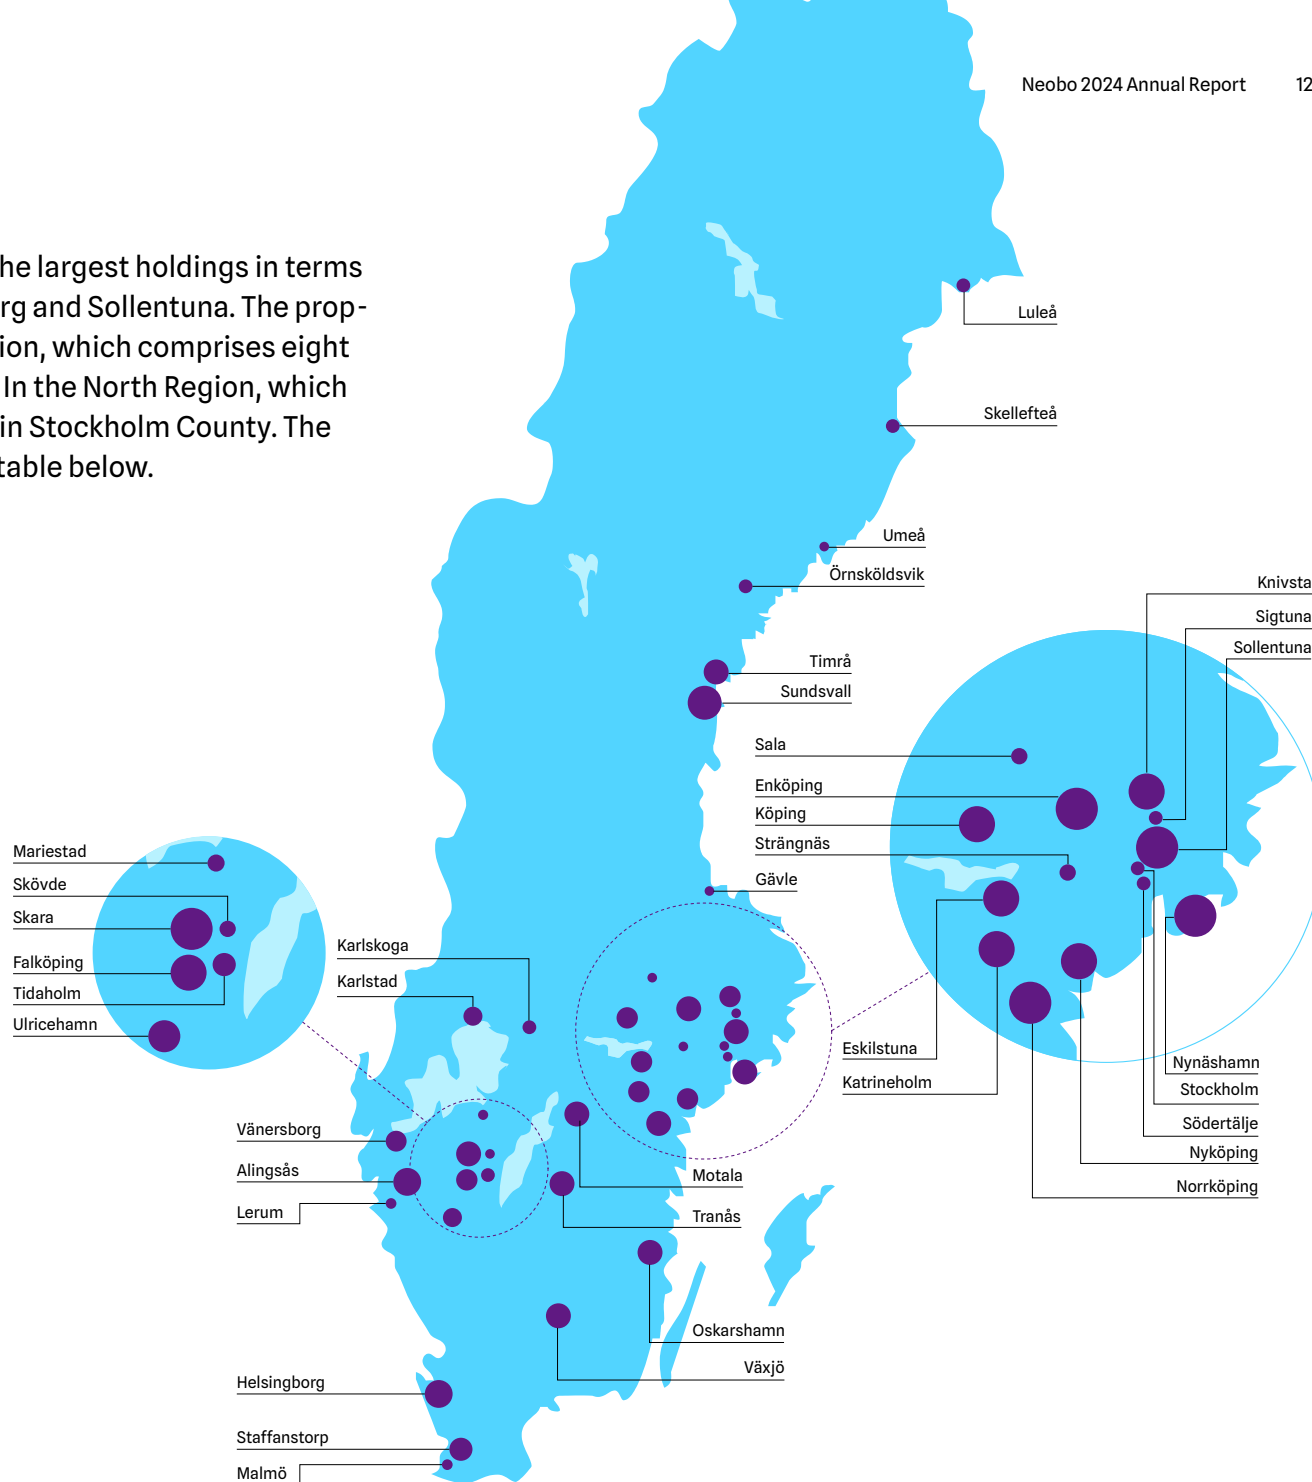 Neobo 2024 Annual Report 12
he largest holdings in terms
rg and Sollentuna. The prop-
ion, which comprises eight
In the North Region, which
in Stockholm County. The
table below.
Luleå
Skellefteå
Umeå
Örnsköldsvik
Knivsta
Sigtuna
Sollentuna
Timrå
Sundsvall
Sala
Enköping
Köping
Strängnäs
Gävle
Mariestad
Skövde
Skara
Falköping
Tidaholm
Ulricehamn
Karlskoga
Karlstad
Eskilstuna
Katrineholm
Nynäshamn
Stockholm
Södertälje
Nyköping
Norrköping
Vänersborg
Alingsås
Lerum
Motala
Tranås
Oskarshamn
Växjö
Helsingborg
Staffanstorp
Malmö